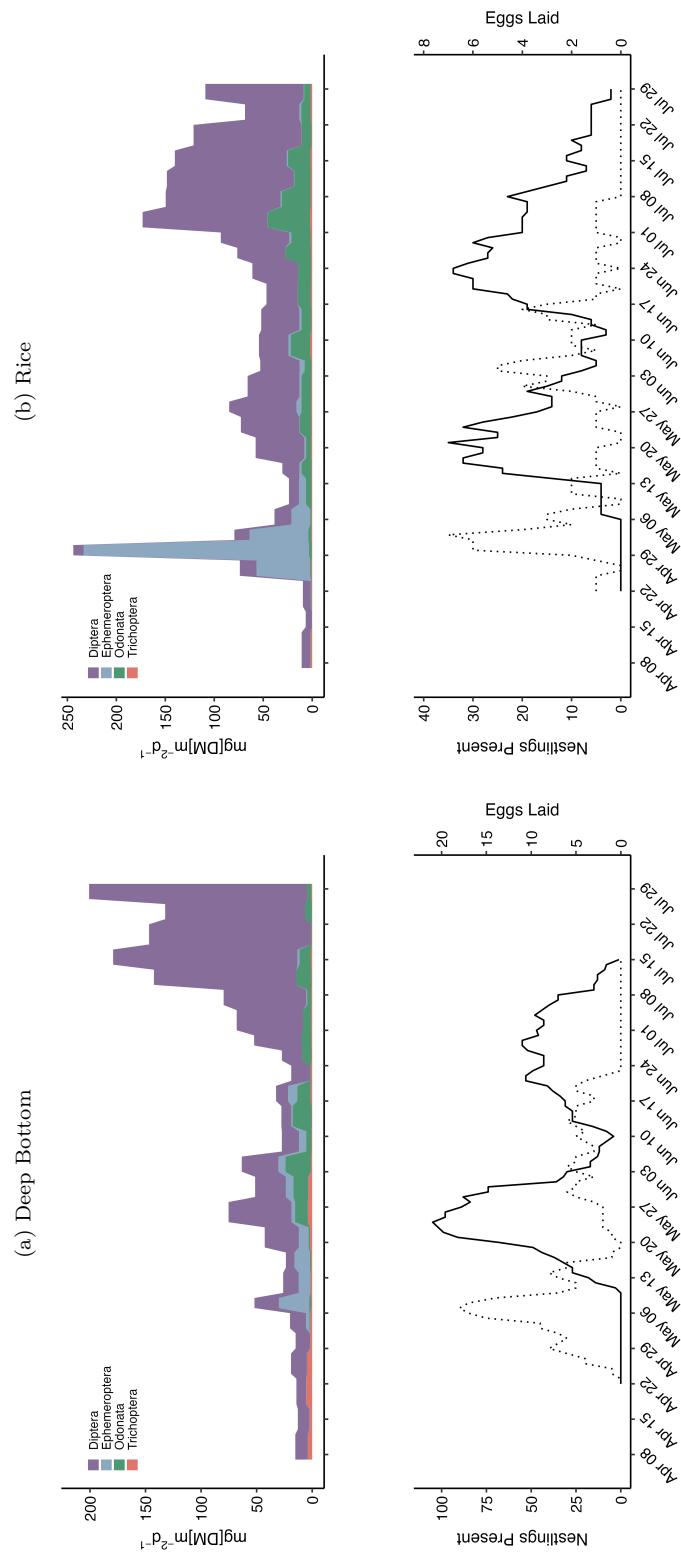 (a) Deep Bottom
mg[DM]m⁻²d⁻¹
200
150
100
50
0
Diptera
Ephemeroptera
Odonata
Trichoptera
Nestlings Present
100
75
50
25
0
Eggs Laid
20
15
10
5
0
Apr 08
Apr 15
Apr 22
Apr 29
May 06
May 13
May 20
May 27
Jun 03
Jun 10
Jun 17
Jun 24
Jul 01
Jul 08
Jul 15
Jul 22
Jul 29
(b) Rice
mg[DM]m⁻²d⁻¹
250
200
150
100
50
0
Diptera
Ephemeroptera
Odonata
Trichoptera
Nestlings Present
40
30
20
10
0
Eggs Laid
8
6
4
2
0
Apr 08
Apr 15
Apr 22
Apr 29
May 06
May 13
May 20
May 27
Jun 03
Jun 10
Jun 17
Jun 24
Jul 01
Jul 08
Jul 15
Jul 22
Jul 29